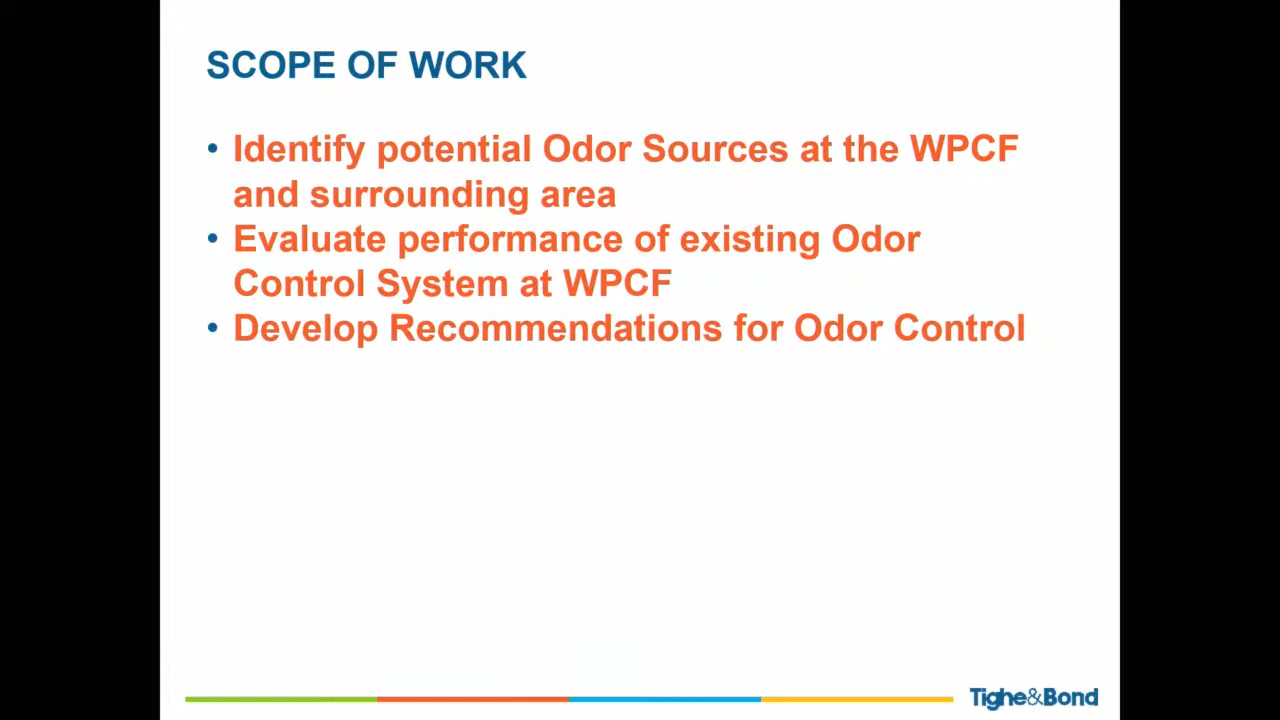 SCOPE OF WORK
• Identify potential Odor Sources at the WPCF
and surrounding area
• Evaluate performance of existing Odor
Control System at WPCF
• Develop Recommendations for Odor Control
Tighe&Bond